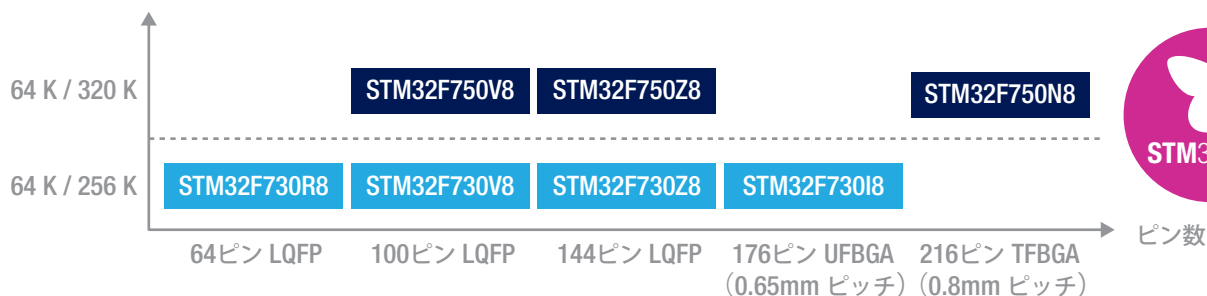 64 K / 320 K
STM32F750V8
STM32F750Z8
STM32F750N8
64 K / 256 K
STM32F730R8
STM32F730V8
STM32F730Z8
STM32F730I8
STM3
ピン数
64ピン LQFP
100ピン LQFP
144ピン LQFP
176ピン UFBGA
(0.65mm ピッチ)
216ピン TFBGA
(0.8mm ピッチ)